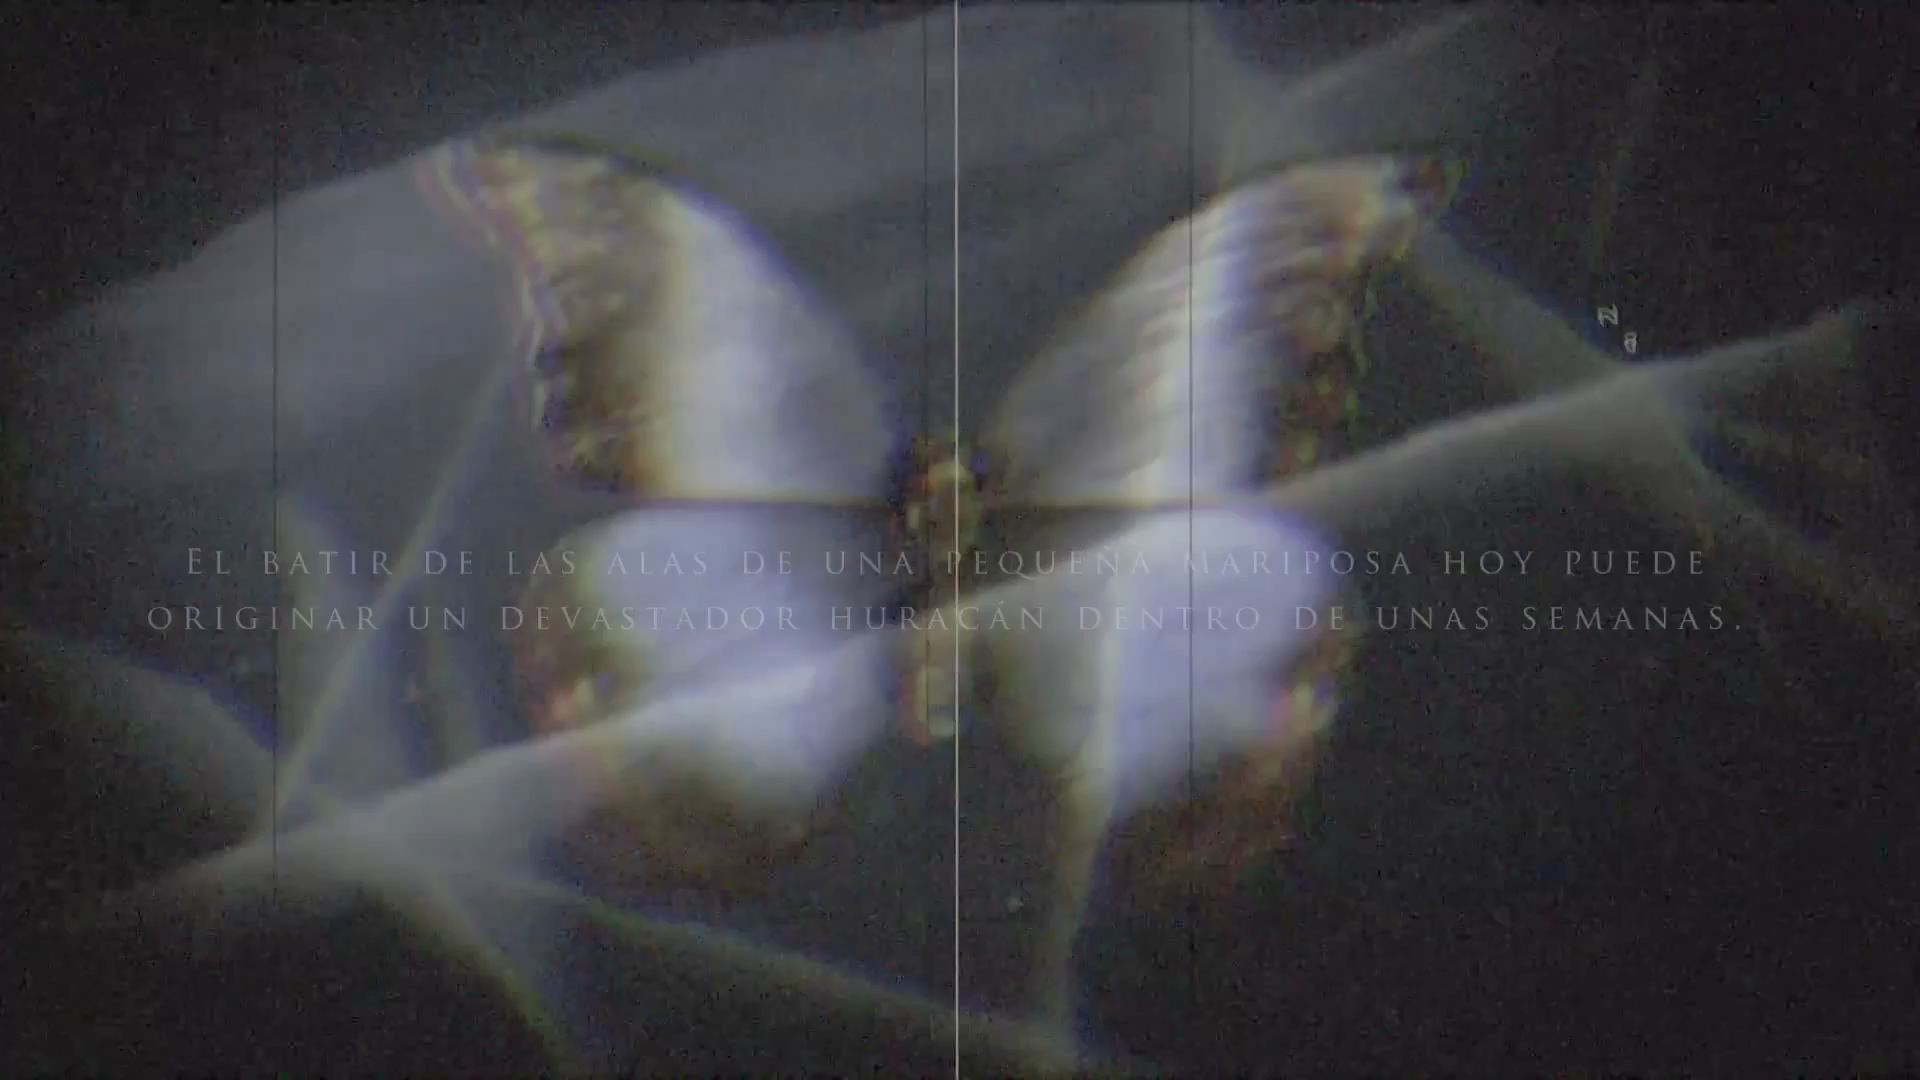 El batir de las alas de una pequeña mariposa hoy puede
originar un devastador huracán dentro de unas semanas.